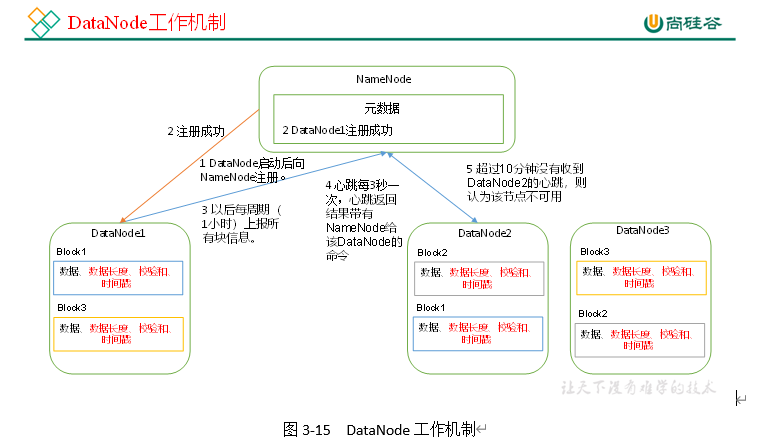 DataNode工作机制
尚硅谷
NameNode
元数据
2 DataNode1注册成功
2 注册成功
1 DataNode启动后向
NameNode注册。
3 以后每周期（
1小时）上报所
有块信息。
4 心跳每3秒一
次，心跳返回
结果带有
NameNode给
该DataNode的
命令
5 超过10分钟没有收到
DataNode2的心跳，则
认为该节点不可用
DataNode1
Block1
数据、数据长度、校验和、
时间戳
Block3
数据、数据长度、校验和、
时间戳
DataNode2
Block2
数据、数据长度、校验和、
时间戳
Block1
数据、数据长度、校验和、
时间戳
DataNode3
Block3
数据、数据长度、校验和、
时间戳
Block2
数据、数据长度、校验和、
时间戳
让天下没有难学的技术
图 3-15 DataNode 工作机制